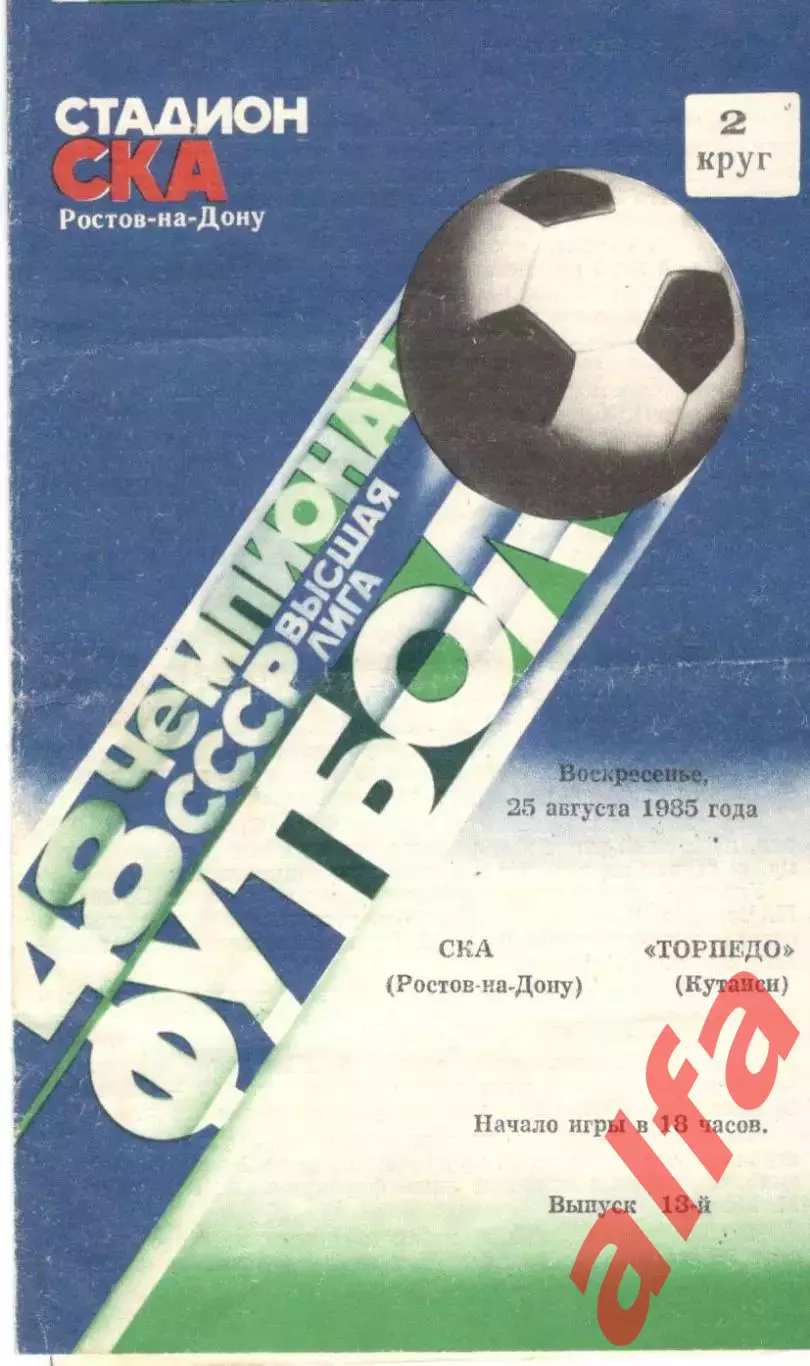 СТАДИОН
СКА
Ростов-на-Дону
2
круг
48 ЧЕМПИОНАТ
СССР
ВЫСШАЯ
ЛИГА
ФУТБОЛ
Воскресенье,
25 августа 1985 года
СКА «ТОРПЕДО»
(Ростов-на-Дону) (Кутаиси)
Начало игры в 18 часов.
Выпуск 13-й
alfa